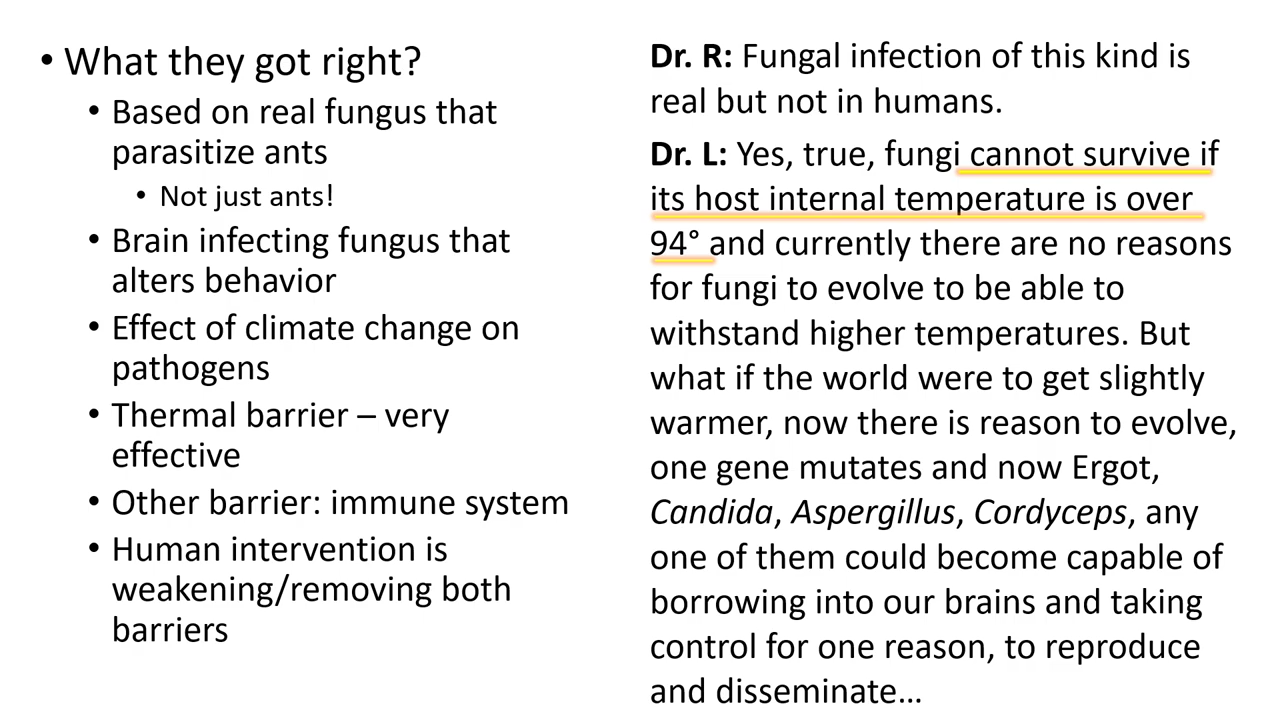 • What they got right?
• Based on real fungus that
parasitize ants
• Not just ants!
• Brain infecting fungus that
alters behavior
• Effect of climate change on
pathogens
• Thermal barrier – very
effective
• Other barrier: immune system
• Human intervention is
weakening/removing both
barriers
Dr. R: Fungal infection of this kind is
real but not in humans.
Dr. L: Yes, true, fungi cannot survive if
its host internal temperature is over
94° and currently there are no reasons
for fungi to evolve to be able to
withstand higher temperatures. But
what if the world were to get slightly
warmer, now there is reason to evolve,
one gene mutates and now Ergot,
Candida, Aspergillus, Cordyceps, any
one of them could become capable of
borrowing into our brains and taking
control for one reason, to reproduce
and disseminate…